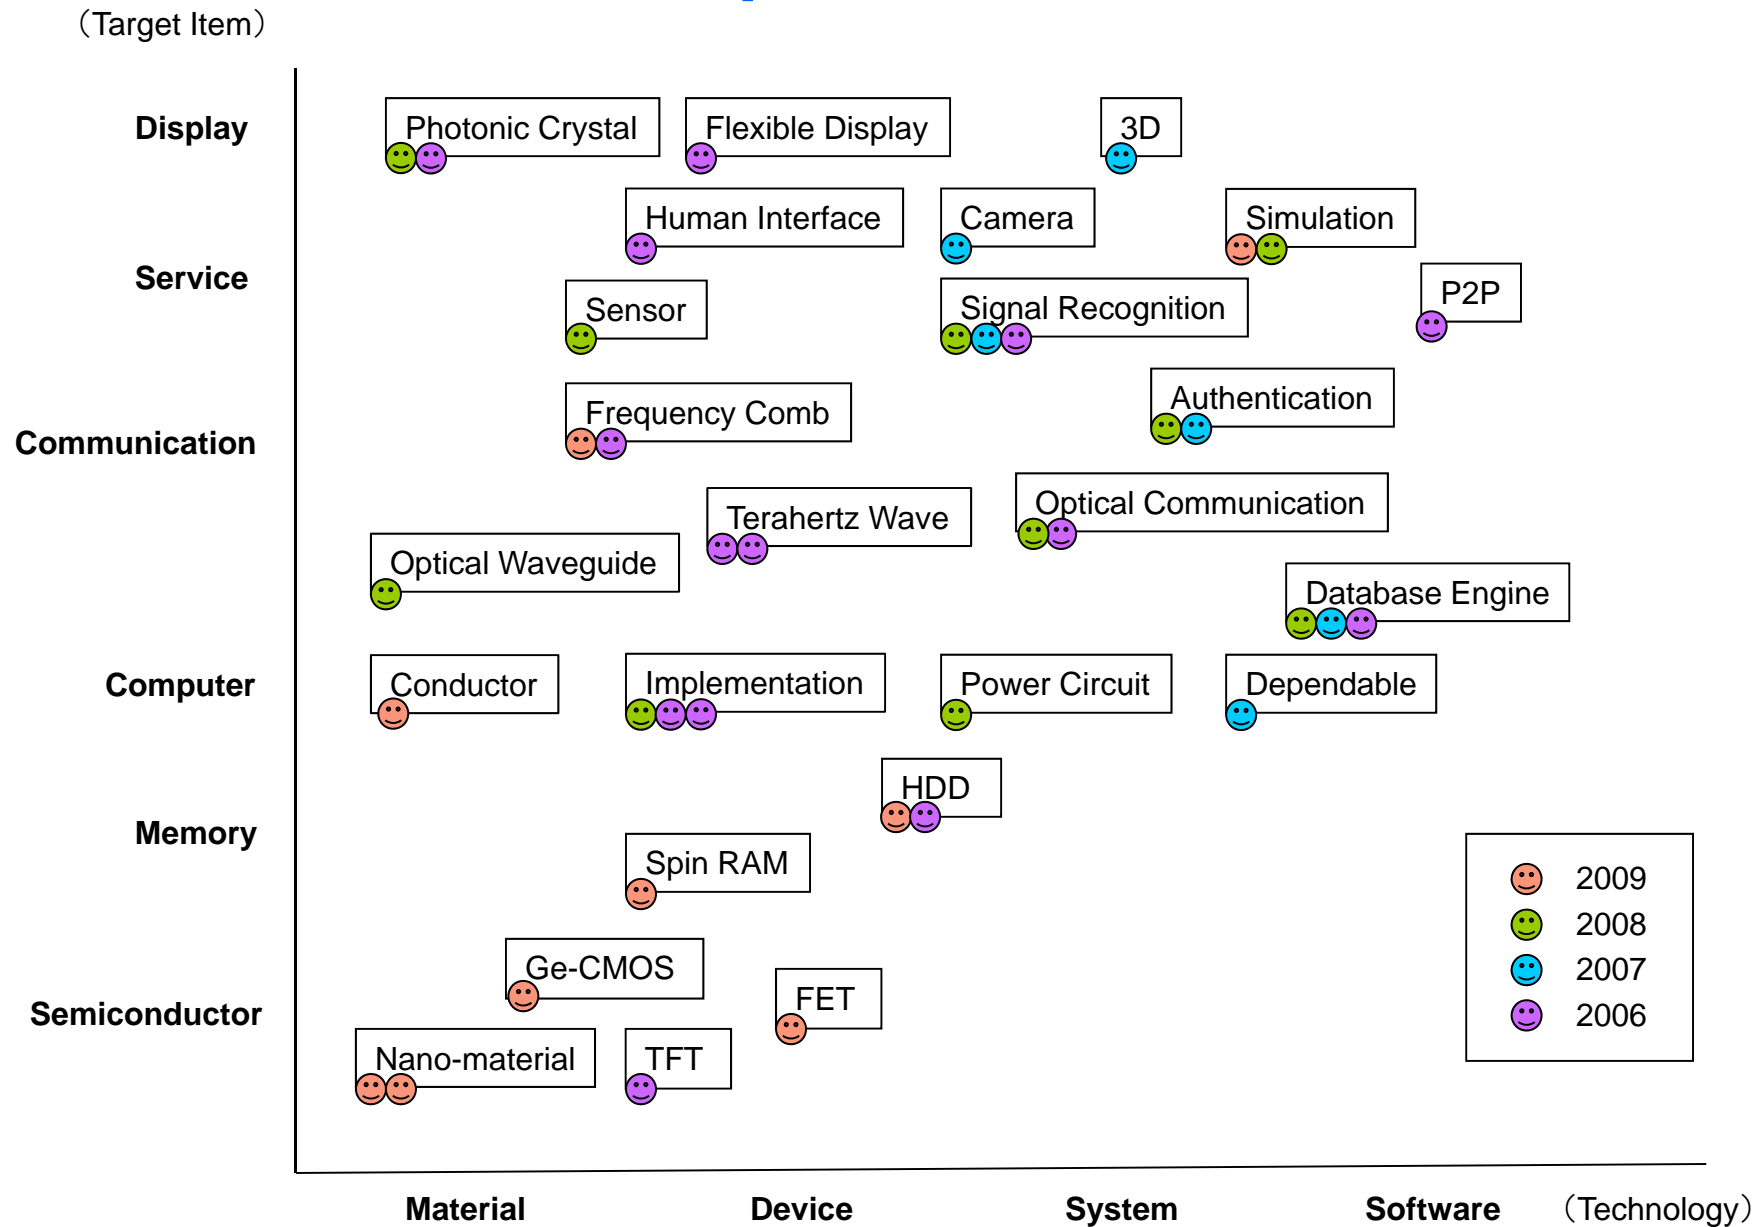 （Target Item）
Display
Photonic Crystal
Flexible Display
3D
Human Interface
Camera
Simulation
Service
Sensor
Signal Recognition
P2P
Frequency Comb
Authentication
Communication
Terahertz Wave
Optical Communication
Optical Waveguide
Database Engine
Computer
Conductor
Implementation
Power Circuit
Dependable
HDD
Memory
Spin RAM
2009
2008
2007
2006
Ge-CMOS
FET
Semiconductor
Nano-material
TFT
Material
Device
System
Software
（Technology）